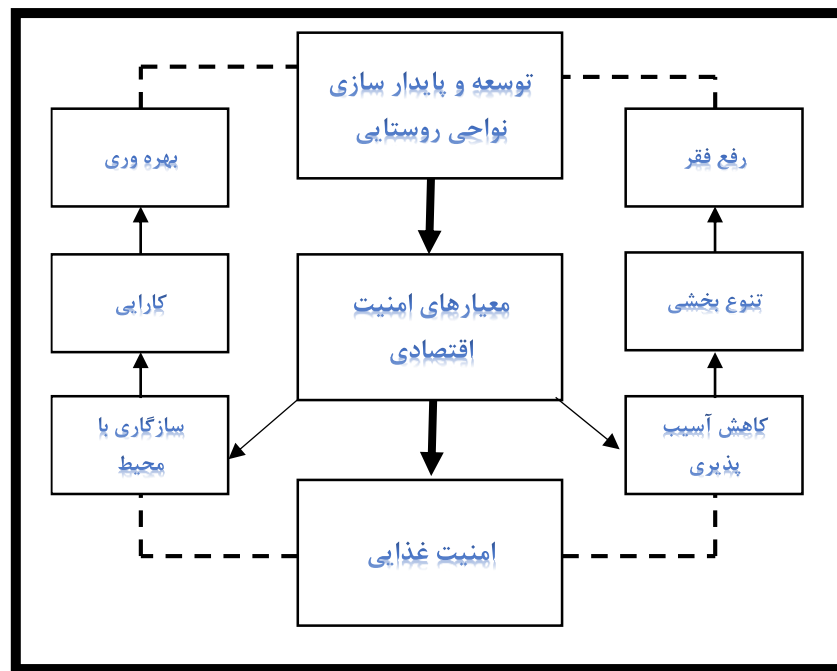 توسعه و پایدار سازی
نواحی روستایی
رفع فقر
بهره وری
معیارهای امنیت
اقتصادی
تنوع بخشی
کارایی
کاهش آسیب
پذیری
سازگاری با
محیط
امنیت غذایی